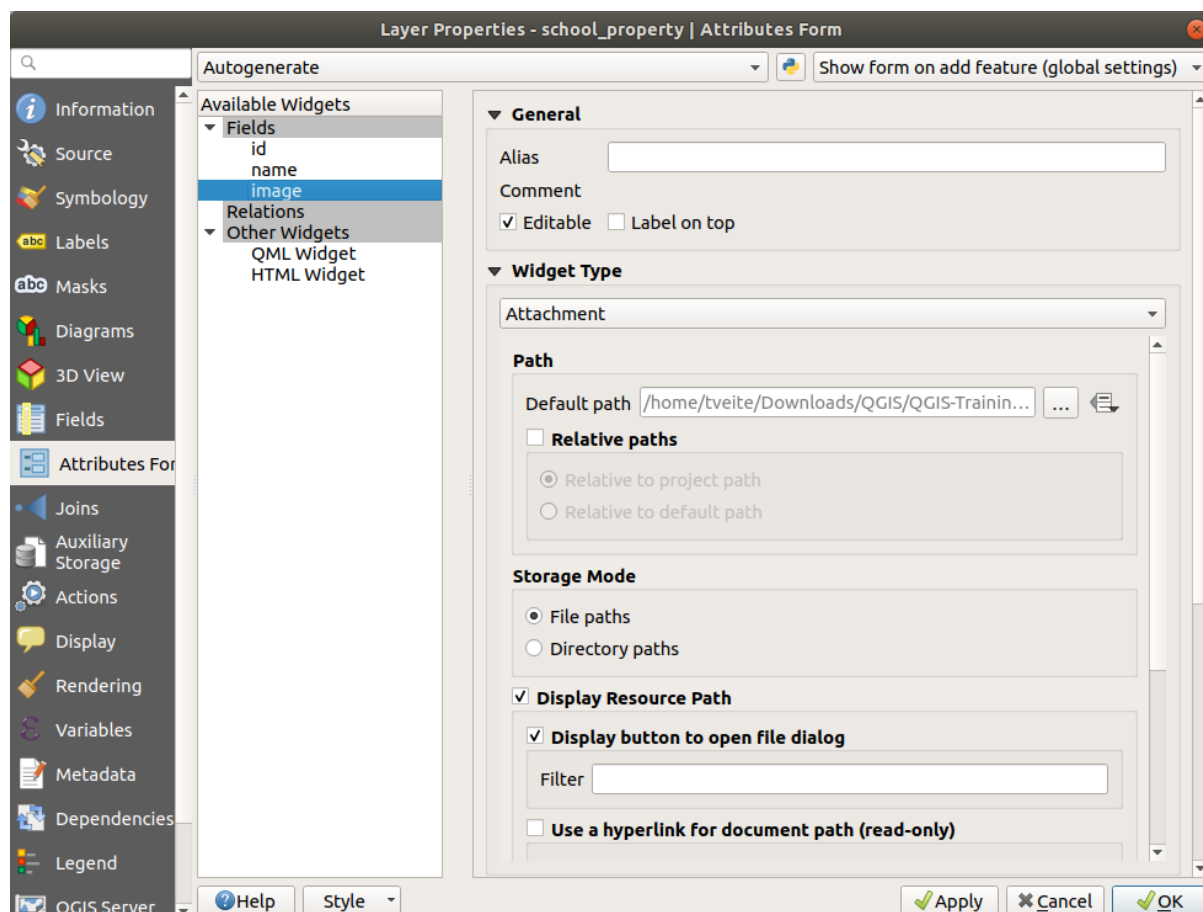 Layer Properties - school_property | Attributes Form
Autogenerate
Show form on add feature (global settings)
Information
Source
Symbology
abc Labels
abc Masks
Diagrams
3D View
Fields
Attributes For
Joins
Auxiliary
Storage
Actions
Display
Rendering
Variables
Metadata
Dependencies
Legend
QGIS Server
Available Widgets
Fields
id
name
image
Relations
Other Widgets
QML Widget
HTML Widget
General
Alias
Comment
Editable Label on top
Widget Type
Attachment
Path
Default path /home/tveite/Downloads/QGIS/QGIS-Trainin... ...
Relative paths
Relative to project path
Relative to default path
Storage Mode
File paths
Directory paths
Display Resource Path
Display button to open file dialog
Filter
Use a hyperlink for document path (read-only)
Help Style Apply Cancel OK